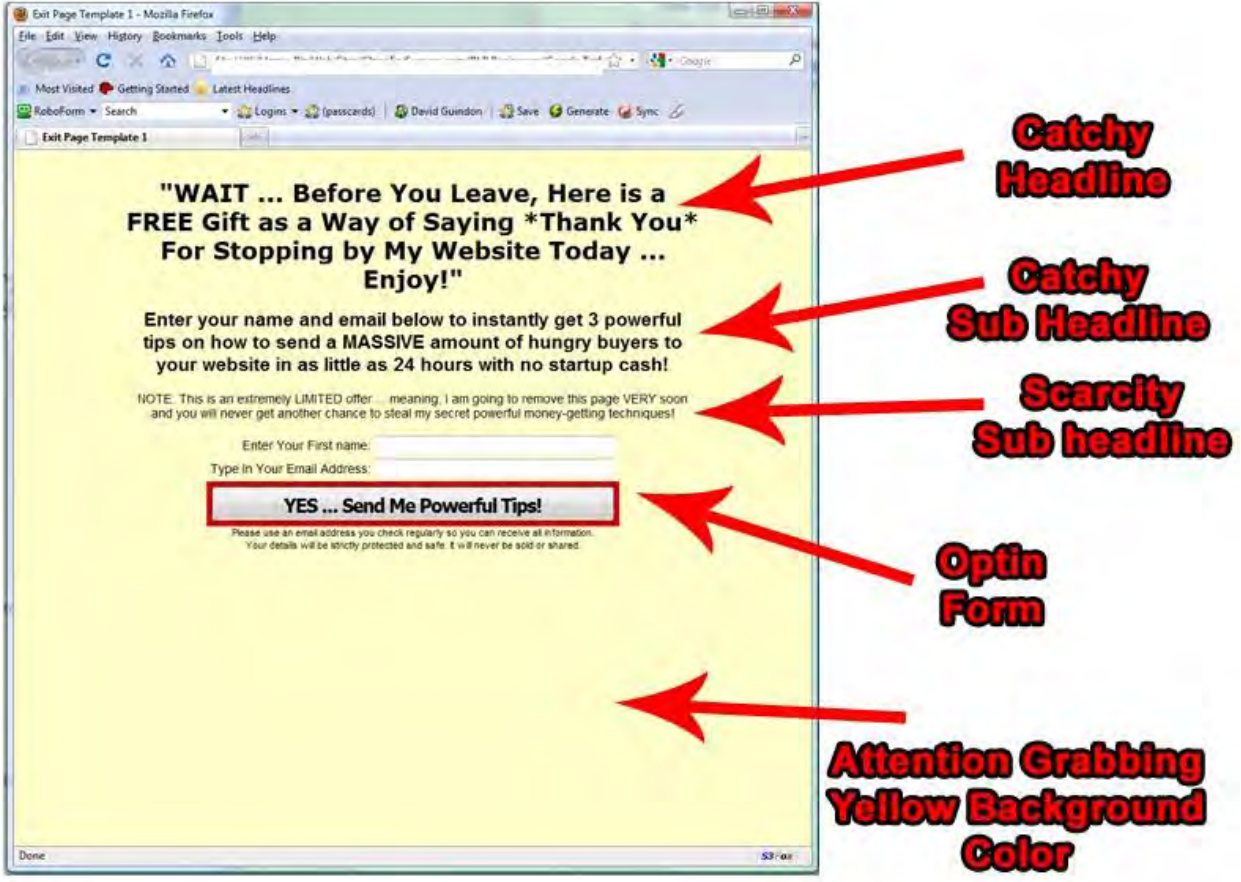 Exit Page Template 1 - Mozilla Firefox
File Edit View History Bookmarks Tools Help
Google
Most Visited Getting Started Latest Headlines
RoboForm Search Logins (passcards) David Guindon Save Generate Sync
Exit Page Template 1
"WAIT ... Before You Leave, Here is a
FREE Gift as a Way of Saying *Thank You*
For Stopping by My Website Today ...
Enjoy!"
Enter your name and email below to instantly get 3 powerful
tips on how to send a MASSIVE amount of hungry buyers to
your website in as little as 24 hours with no startup cash!
NOTE: This is an extremely LIMITED offer ... meaning, I am going to remove this page VERY soon
and you will never get another chance to steal my secret powerful money-getting techniques!
Enter Your First name:
Type in Your Email Address:
YES ... Send Me Powerful Tips!
Please use an email address you check regularly so you can receive all information.
Your details will be strictly protected and safe. It will never be sold or shared.
Done
Catchy
Headline
Catchy
Sub Headline
Scarcity
Sub headline
Optin
Form
Attention Grabbing
Yellow Background
Color